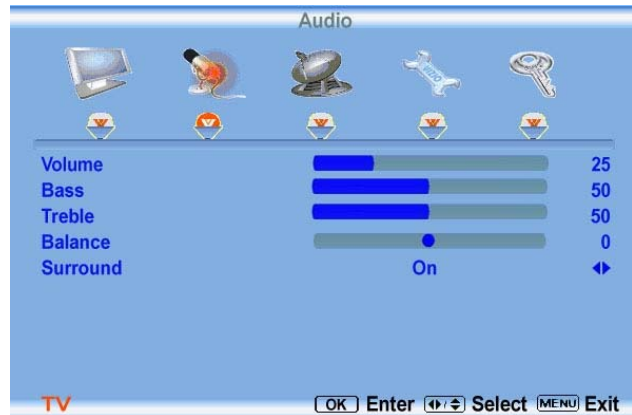 Audio
Volume 25
Bass 50
Treble 50
Balance 0
Surround On
TV OK Enter Select MENU Exit